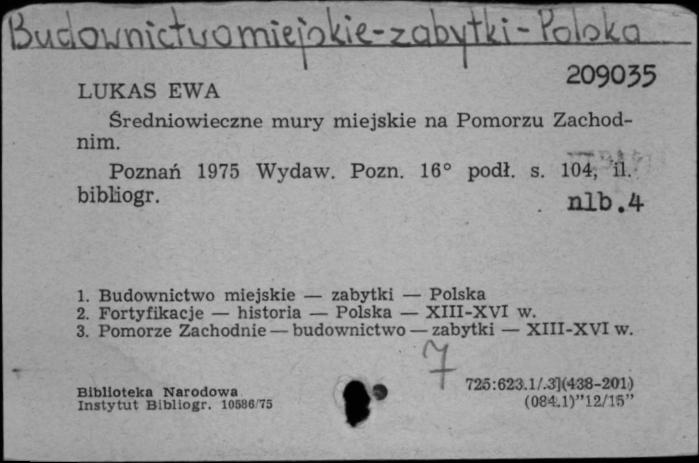 Budownictwo miejskie - zabytki - Polska
209035
LUKAS EWA
Średniowieczne mury miejskie na Pomorzu Zachod-
nim.
Poznań 1975 Wydaw. Pozn. 16° podł. s. 104, il.
bibliogr.
nlb.4
1. Budownictwo miejskie — zabytki — Polska
2. Fortyfikacje — historia — Polska — XIII-XVI w.
3. Pomorze Zachodnie — budownictwo — zabytki — XIII-XVI w.
7
Biblioteka Narodowa
Instytut Bibliogr. 10586/75
725:623.1/.3](438-201)
(084.1)"12/15"